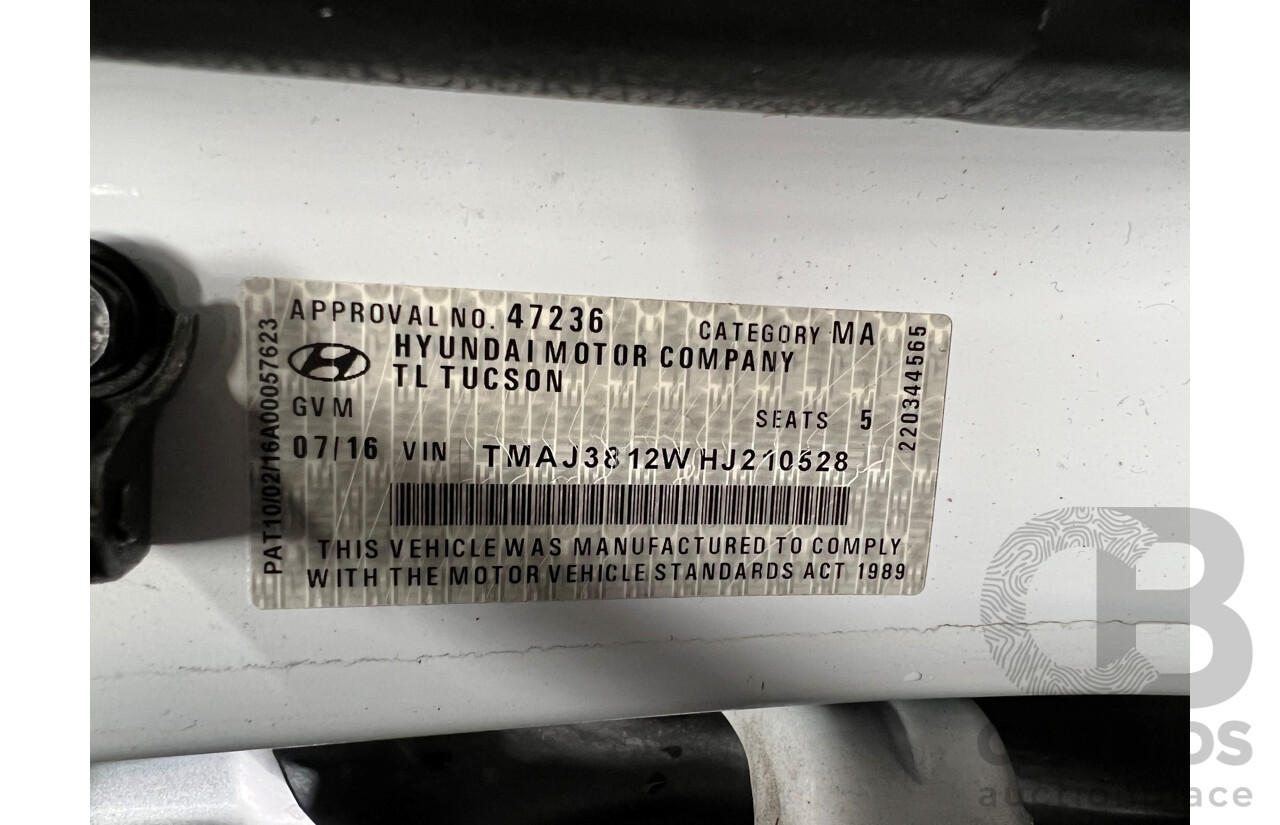 APPROVAL NO. 47236 CATEGORY MA
HYUNDAI MOTOR COMPANY
TL TUCSON
GVM SEATS 5
07/16 VIN TMAJ3812WHJ210528
THIS VEHICLE WAS MANUFACTURED TO COMPLY
WITH THE MOTOR VEHICLE STANDARDS ACT 1989
PAT10/02/16A00057623
220344565